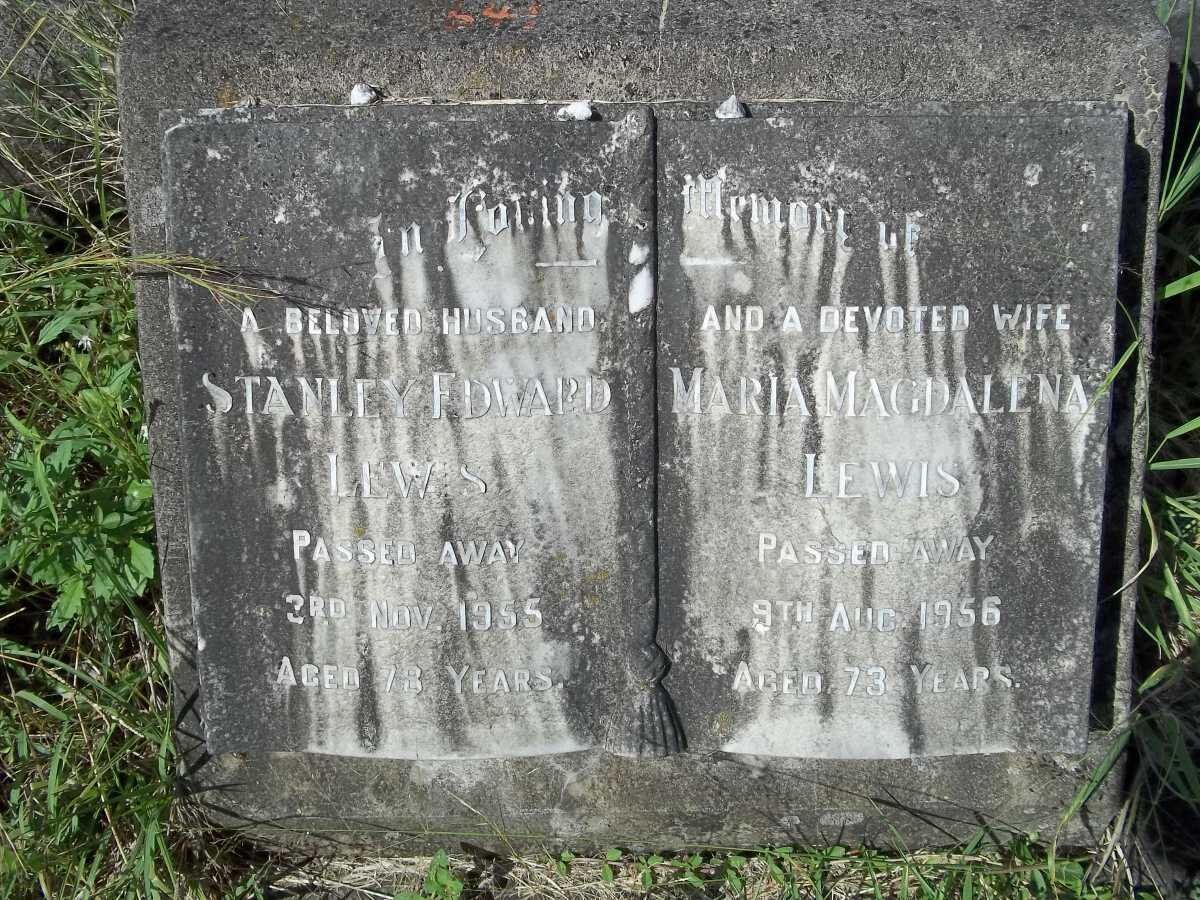 In Loving Memory of
A BELOVED HUSBAND
STANLEY EDWARD
LEWIS
PASSED AWAY
3RD NOV. 1955
AGED 78 YEARS.
AND A DEVOTED WIFE
MARIA MAGDALENA
LEWIS
PASSED AWAY
9TH AUG. 1956
AGED 73 YEARS.